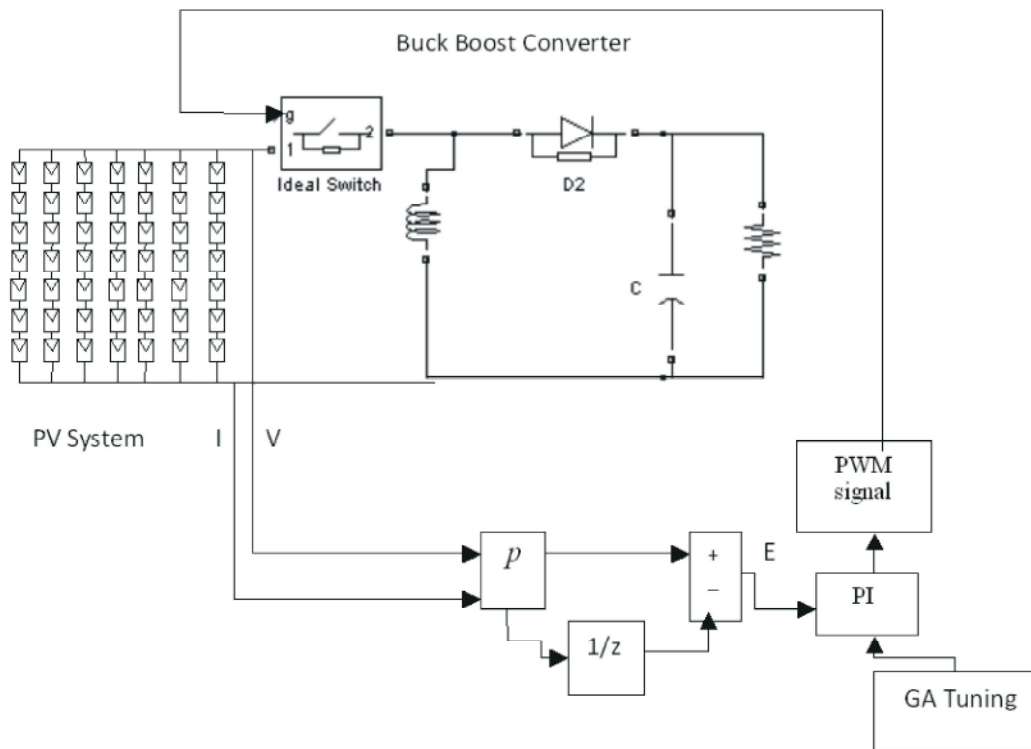 Buck Boost Converter
g
1
2
Ideal Switch
D2
C
PV System
I
V
PWM
signal
p
+
−
E
PI
1/z
GA Tuning